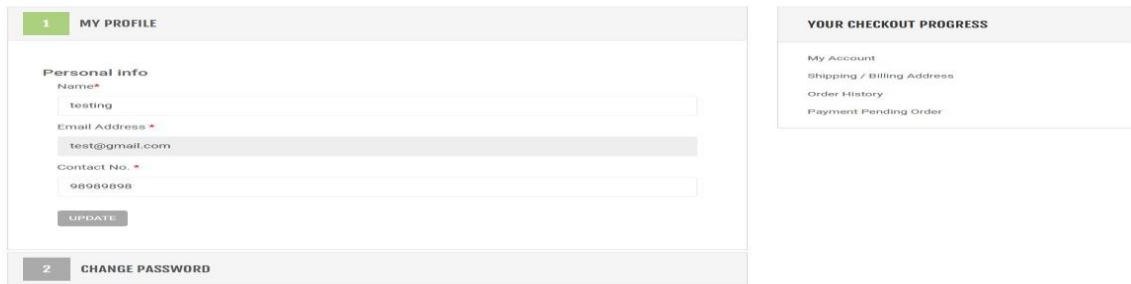 1 MY PROFILE
Personal info
Name*
testing
Email Address *
test@gmail.com
Contact No. *
98989898
UPDATE
2 CHANGE PASSWORD
YOUR CHECKOUT PROGRESS
My Account
Shipping / Billing Address
Order History
Payment Pending Order